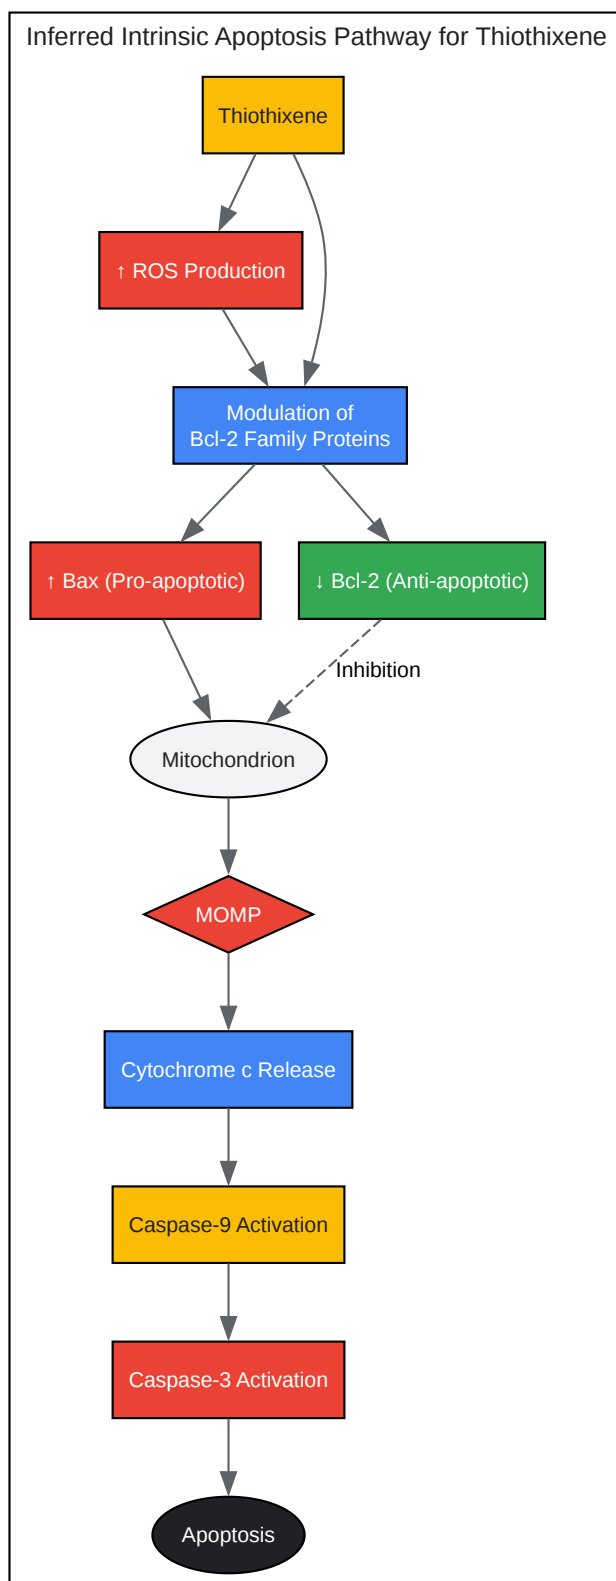 Inferred Intrinsic Apoptosis Pathway for Thiothixene
Thiothixene
↑ ROS Production
Modulation of
Bcl-2 Family Proteins
↑ Bax (Pro-apoptotic)
↓ Bcl-2 (Anti-apoptotic)
Inhibition
Mitochondrion
MOMP
Cytochrome c Release
Caspase-9 Activation
Caspase-3 Activation
Apoptosis